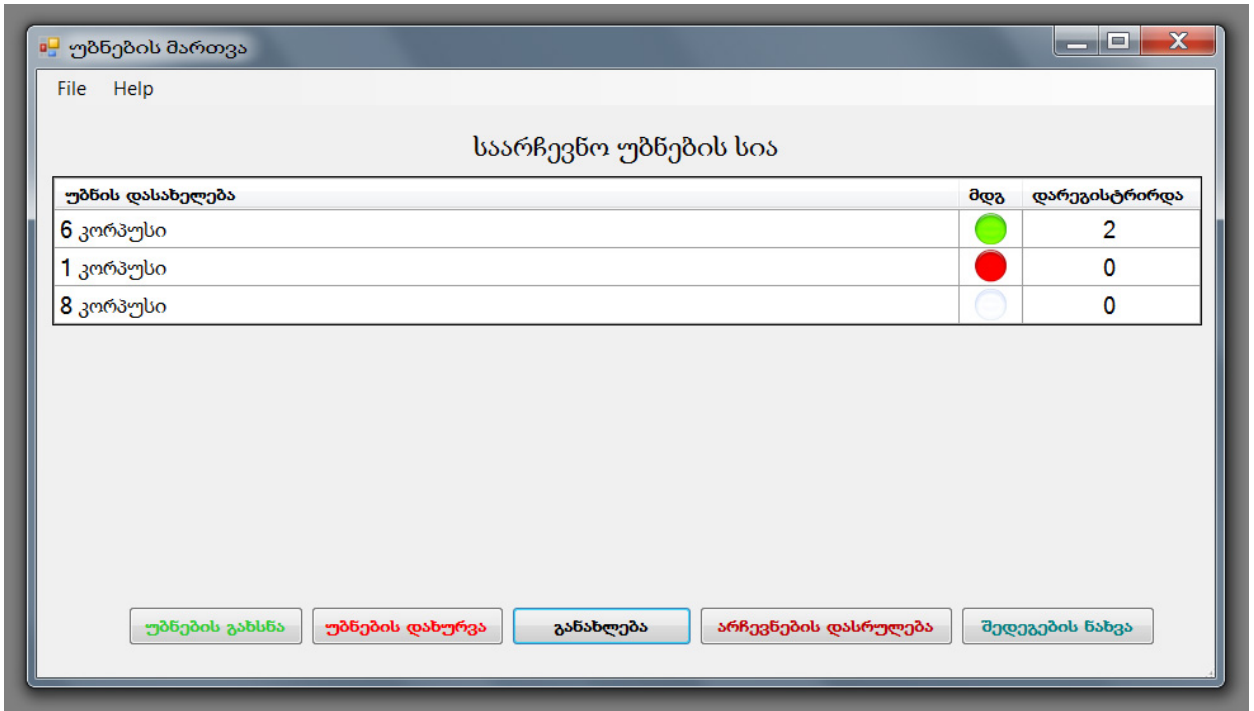 უბნების მართვა
File Help
საარჩევნო უბნების სია
უბნის დასახელება მდგ დარეგისტრირდა
6 კორპუსი 2
1 კორპუსი 0
8 კორპუსი 0
უბნების გახსნა უბნების დახურვა განახლება არჩევნების დასრულება შედეგების ნახვა